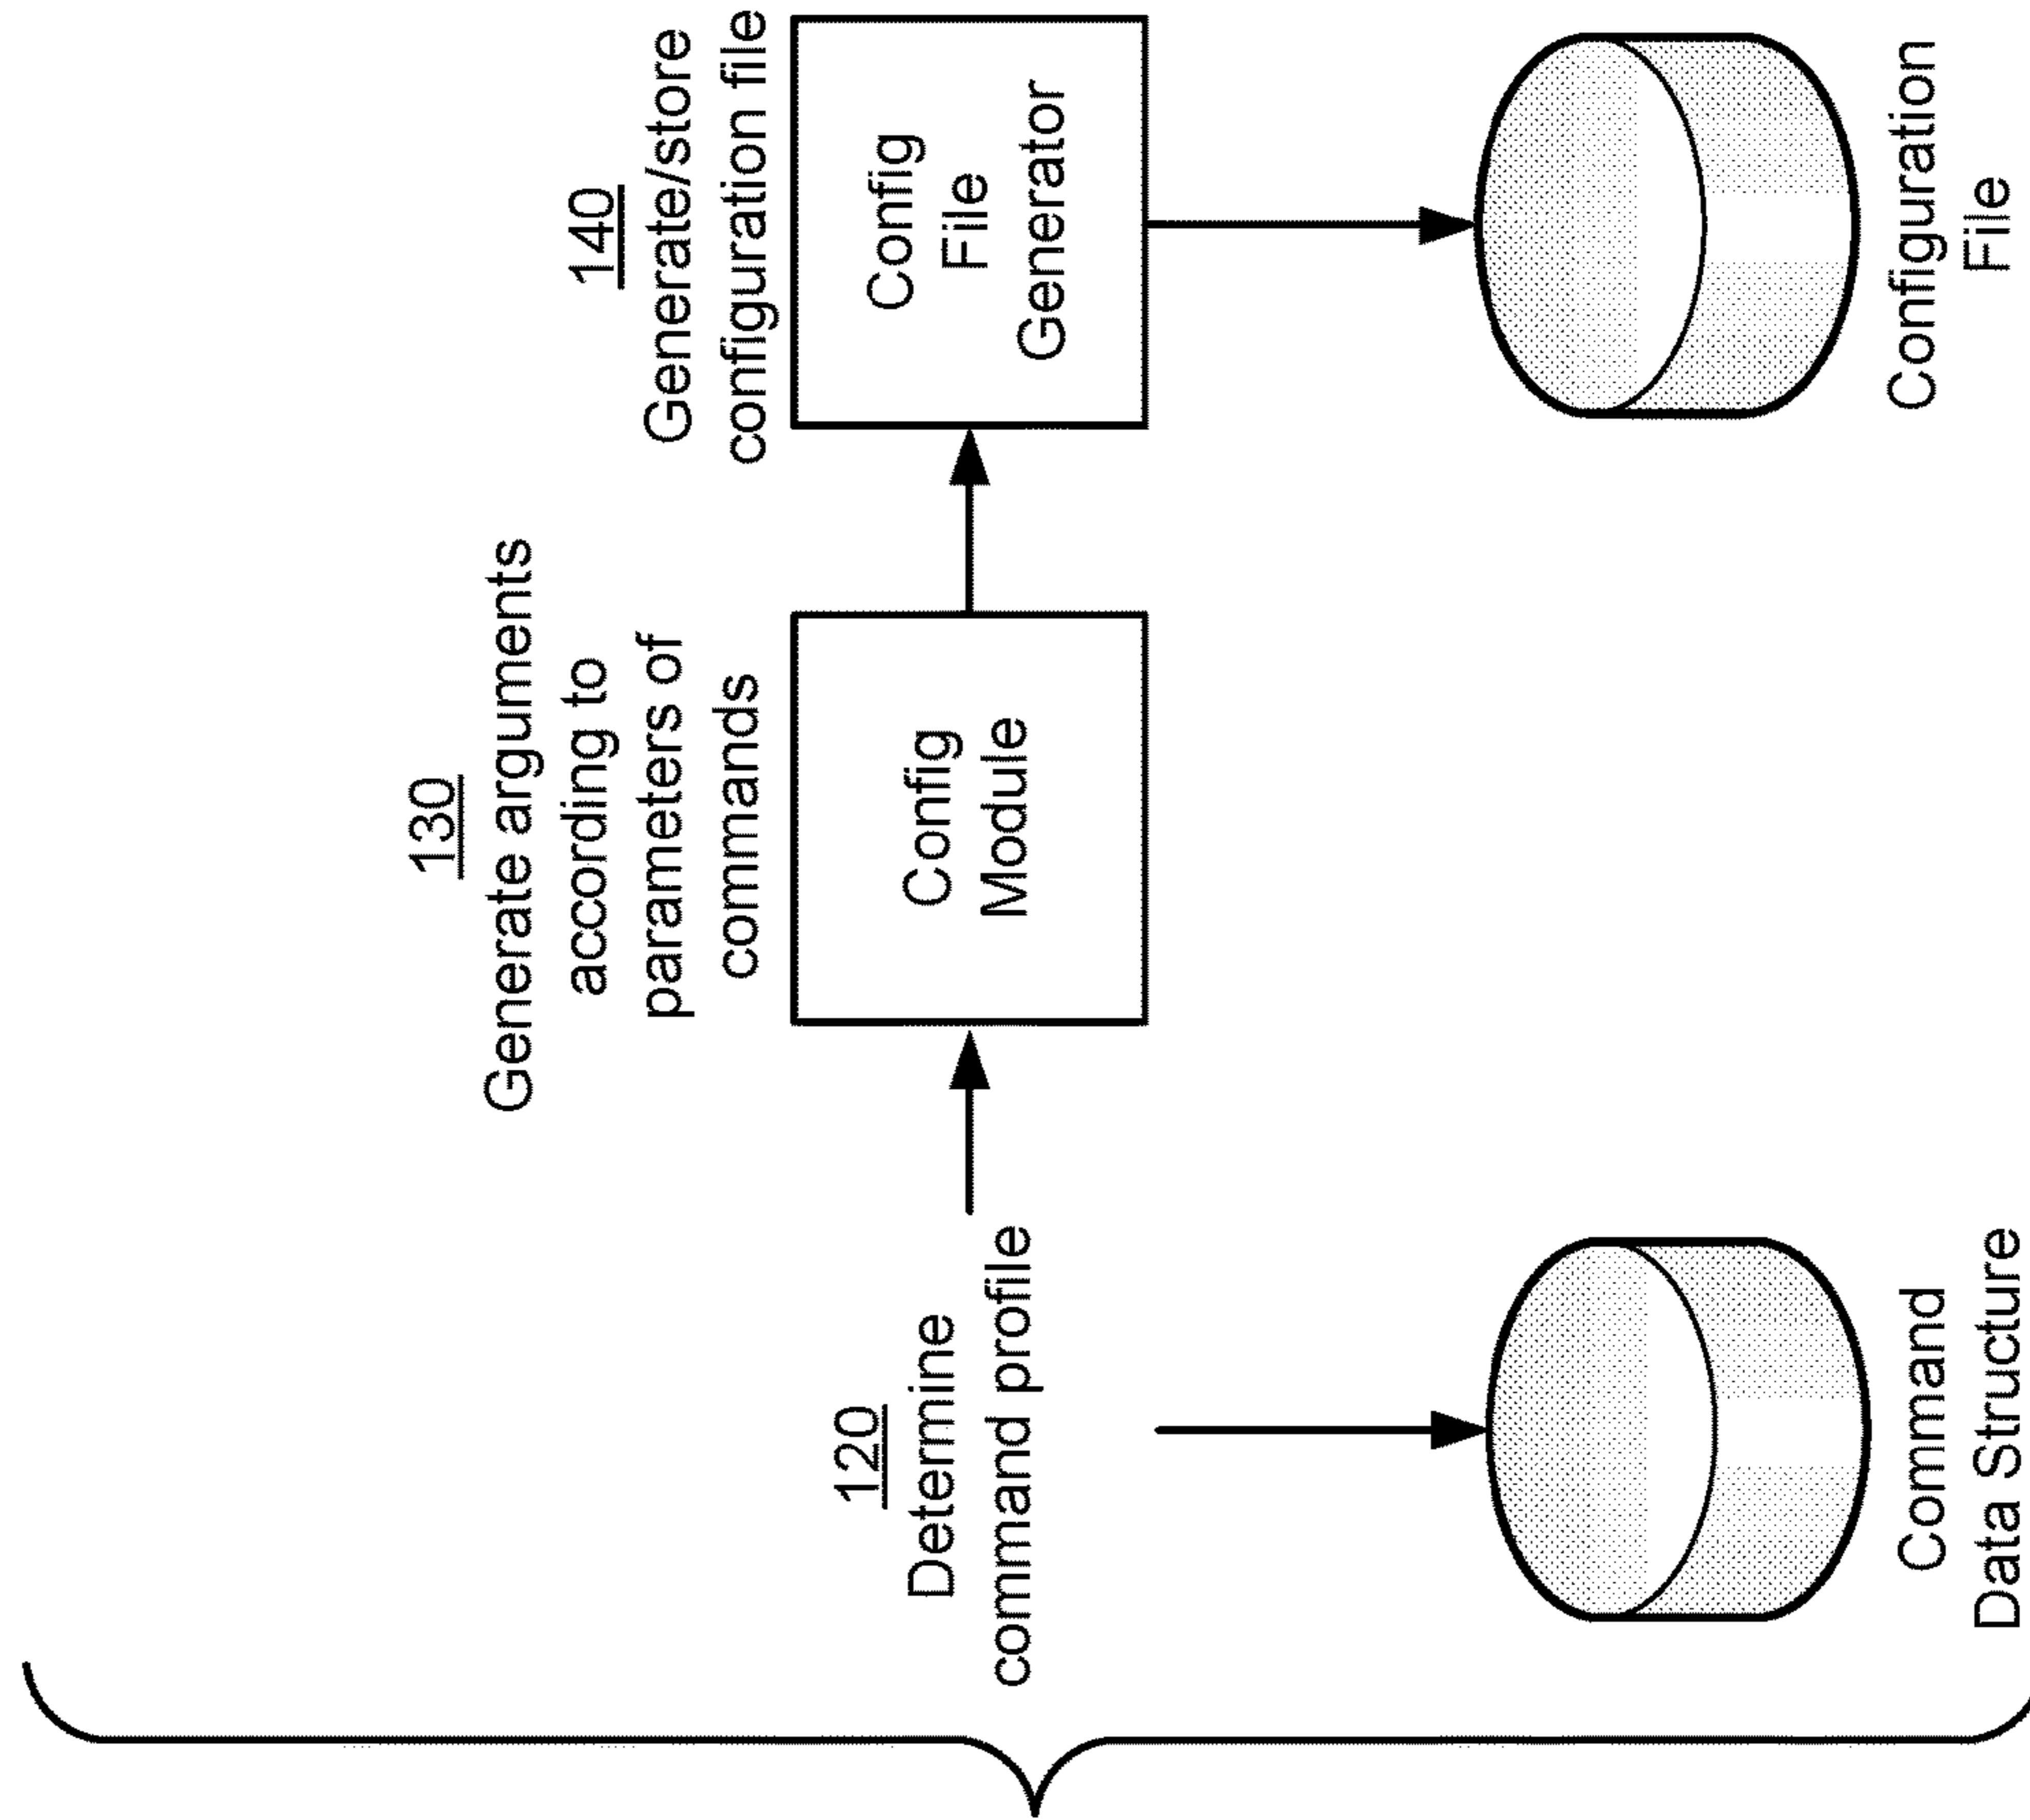 120
Determine
command profile
Command
Data Structure
130
Generate arguments
according to
parameters of
commands
Config
Module
140
Generate/store
configuration file
Config
File
Generator
Configuration
File